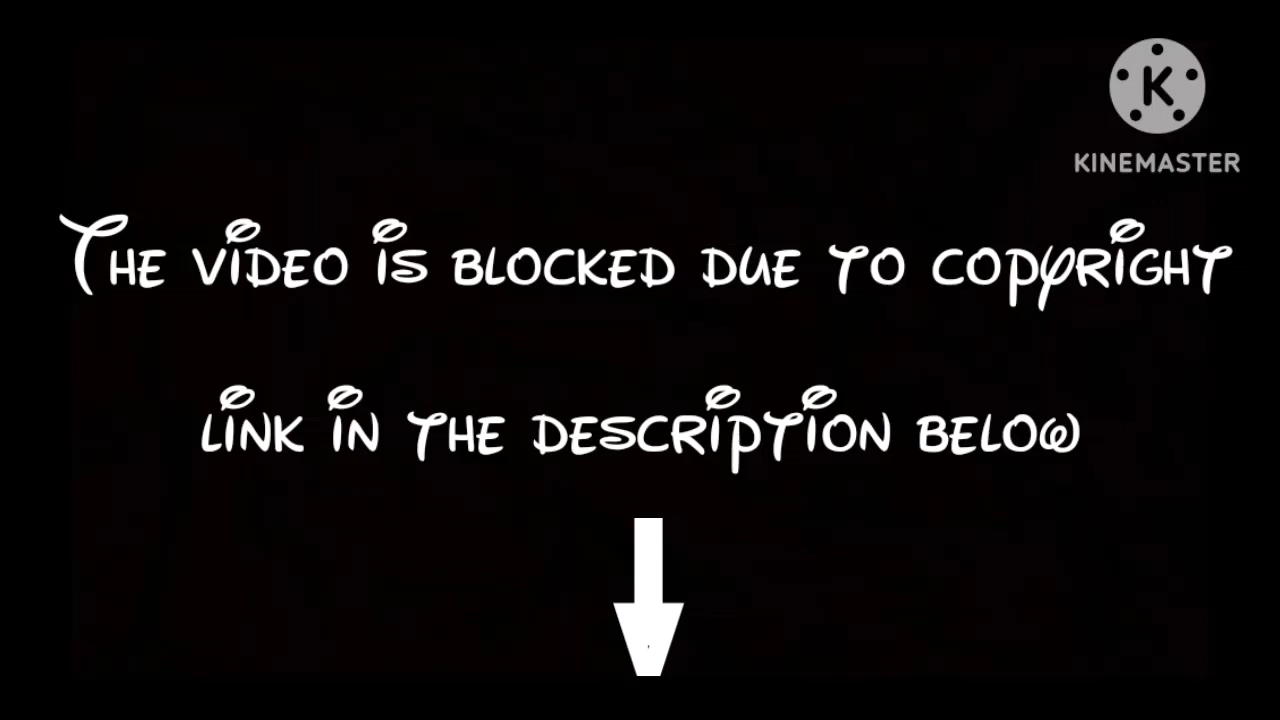 K
KINEMASTER
The video is blocked due to copyright
link in the description below